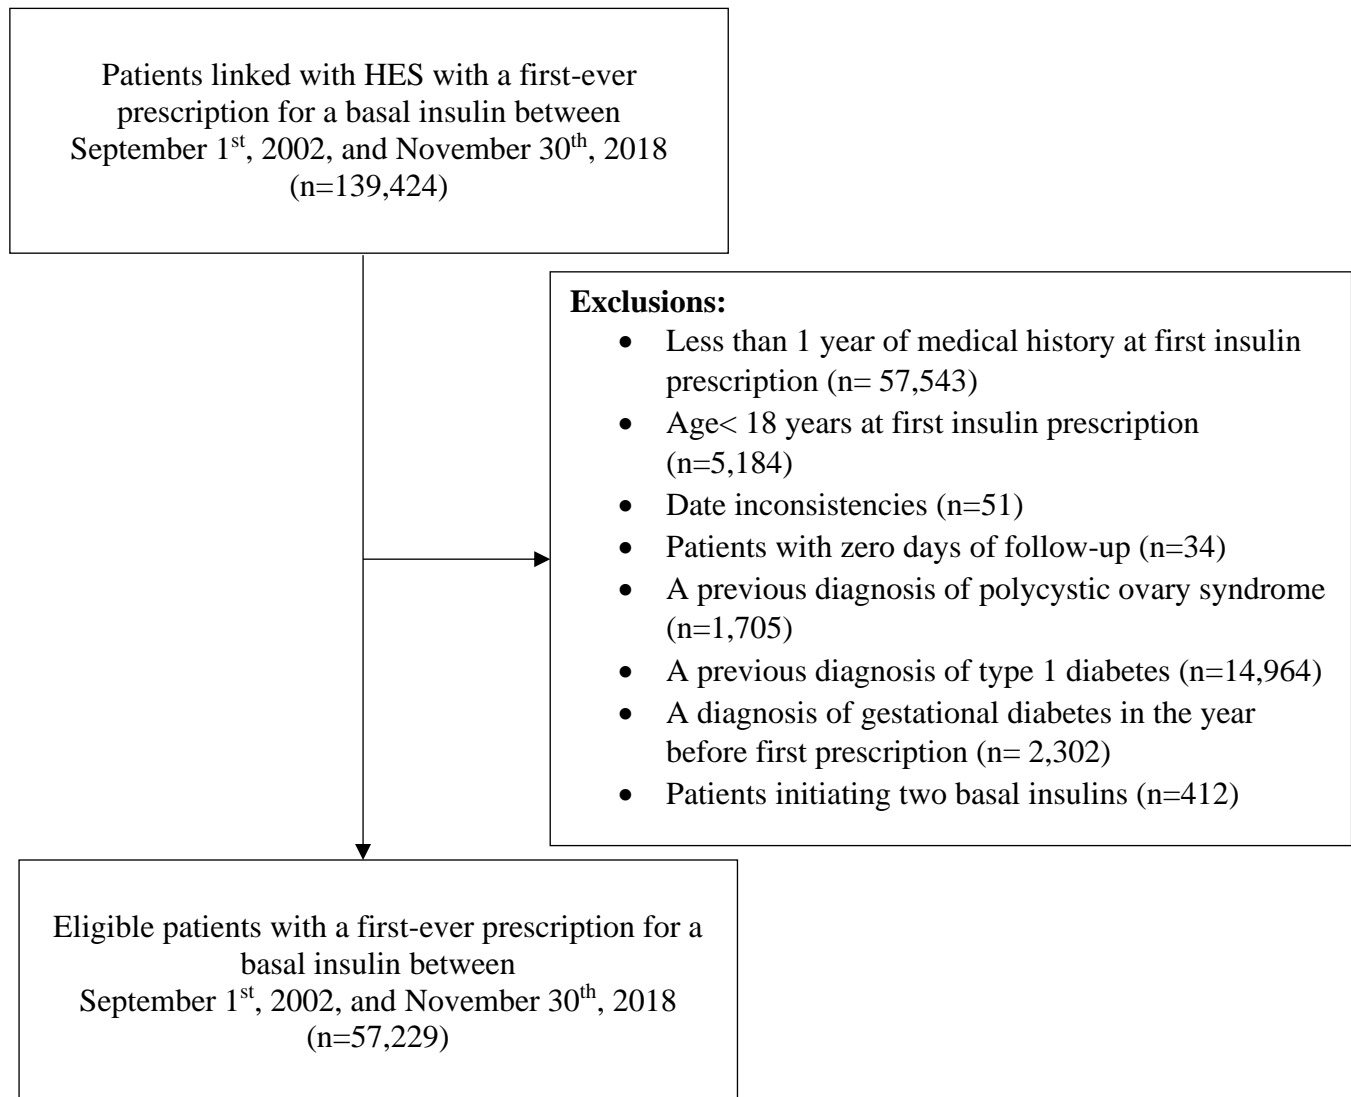 Patients linked with HES with a first-ever
prescription for a basal insulin between
September 1st, 2002, and November 30th, 2018
(n=139,424)
Exclusions:
• Less than 1 year of medical history at first insulin
prescription (n= 57,543)
• Age< 18 years at first insulin prescription
(n=5,184)
• Date inconsistencies (n=51)
• Patients with zero days of follow-up (n=34)
• A previous diagnosis of polycystic ovary syndrome
(n=1,705)
• A previous diagnosis of type 1 diabetes (n=14,964)
• A diagnosis of gestational diabetes in the year
before first prescription (n= 2,302)
• Patients initiating two basal insulins (n=412)
Eligible patients with a first-ever prescription for a
basal insulin between
September 1st, 2002, and November 30th, 2018
(n=57,229)